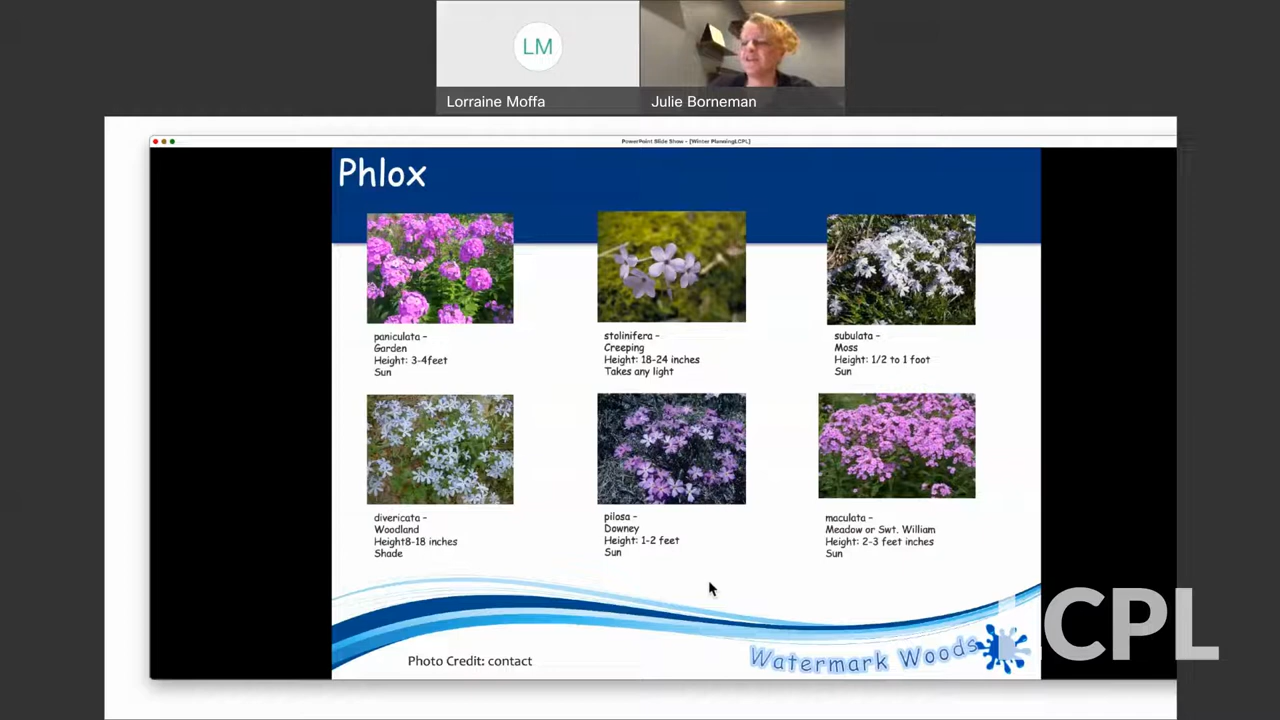 LM
Lorraine Moffa
Julie Borneman
PowerPoint Slide Show - [Winter PlanningLCPL]
Phlox
paniculata -
Garden
Height: 3-4feet
Sun
stolinifera -
Creeping
Height: 18-24 inches
Takes any light
subulata -
Moss
Height: 1/2 to 1 foot
Sun
divericata -
Woodland
Height8-18 inches
Shade
pilosa -
Downey
Height: 1-2 feet
Sun
maculata -
Meadow or Swt. William
Height: 2-3 feet inches
Sun
Photo Credit: contact
Watermark Woods
LCPL